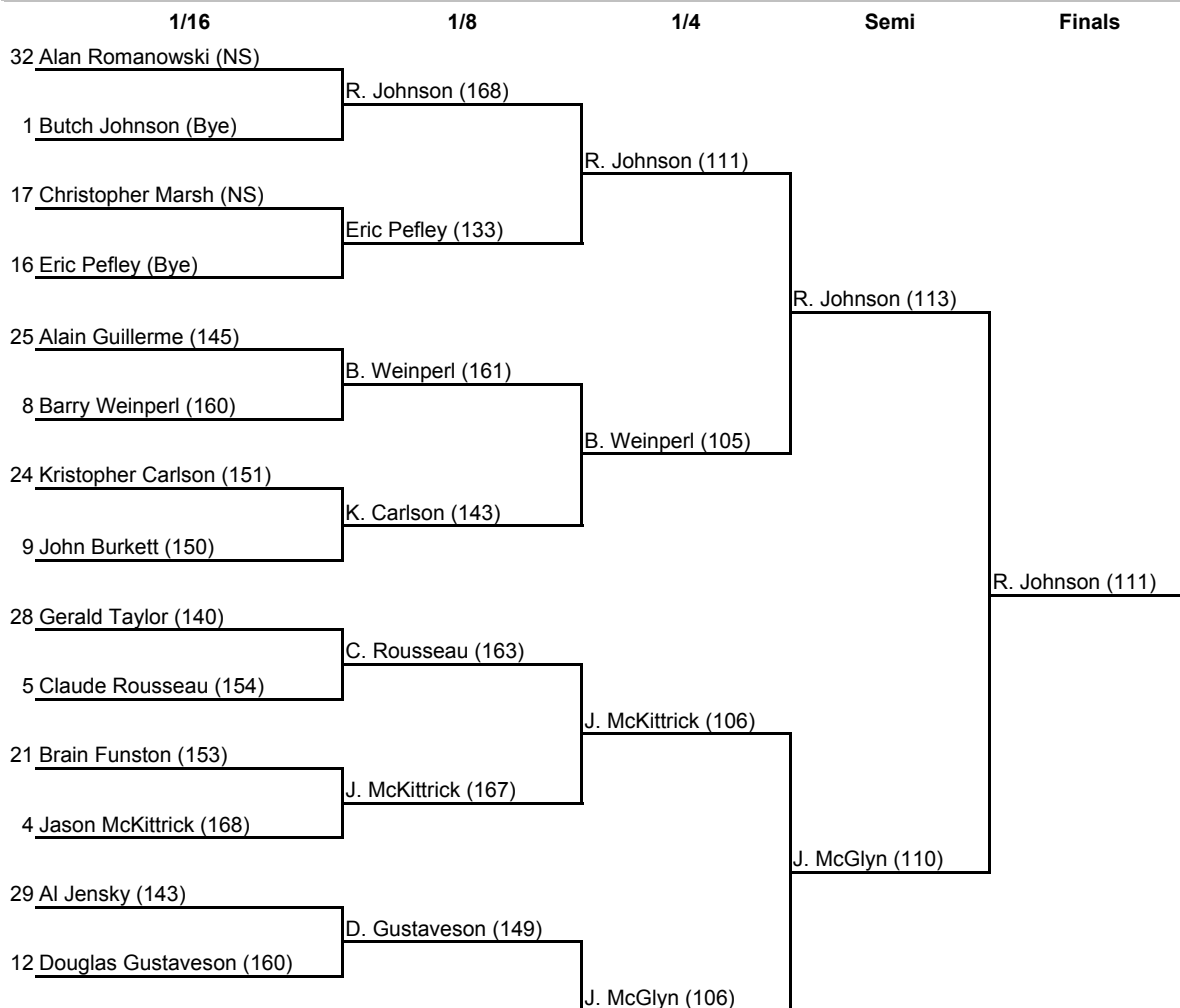 1/16 1/8 1/4 Semi Finals
32 Alan Romanowski (NS)
R. Johnson (168)
1 Butch Johnson (Bye)
R. Johnson (111)
17 Christopher Marsh (NS)
Eric Pefley (133)
16 Eric Pefley (Bye)
R. Johnson (113)
25 Alain Guillerme (145)
B. Weinperl (161)
8 Barry Weinperl (160)
B. Weinperl (105)
24 Kristopher Carlson (151)
K. Carlson (143)
9 John Burkett (150)
R. Johnson (111)
28 Gerald Taylor (140)
C. Rousseau (163)
5 Claude Rousseau (154)
J. McKittrick (106)
21 Brain Funston (153)
J. McKittrick (167)
4 Jason McKittrick (168)
J. McGlyn (110)
29 Al Jensky (143)
D. Gustaveson (149)
12 Douglas Gustaveson (160)
J. McGlyn (106)